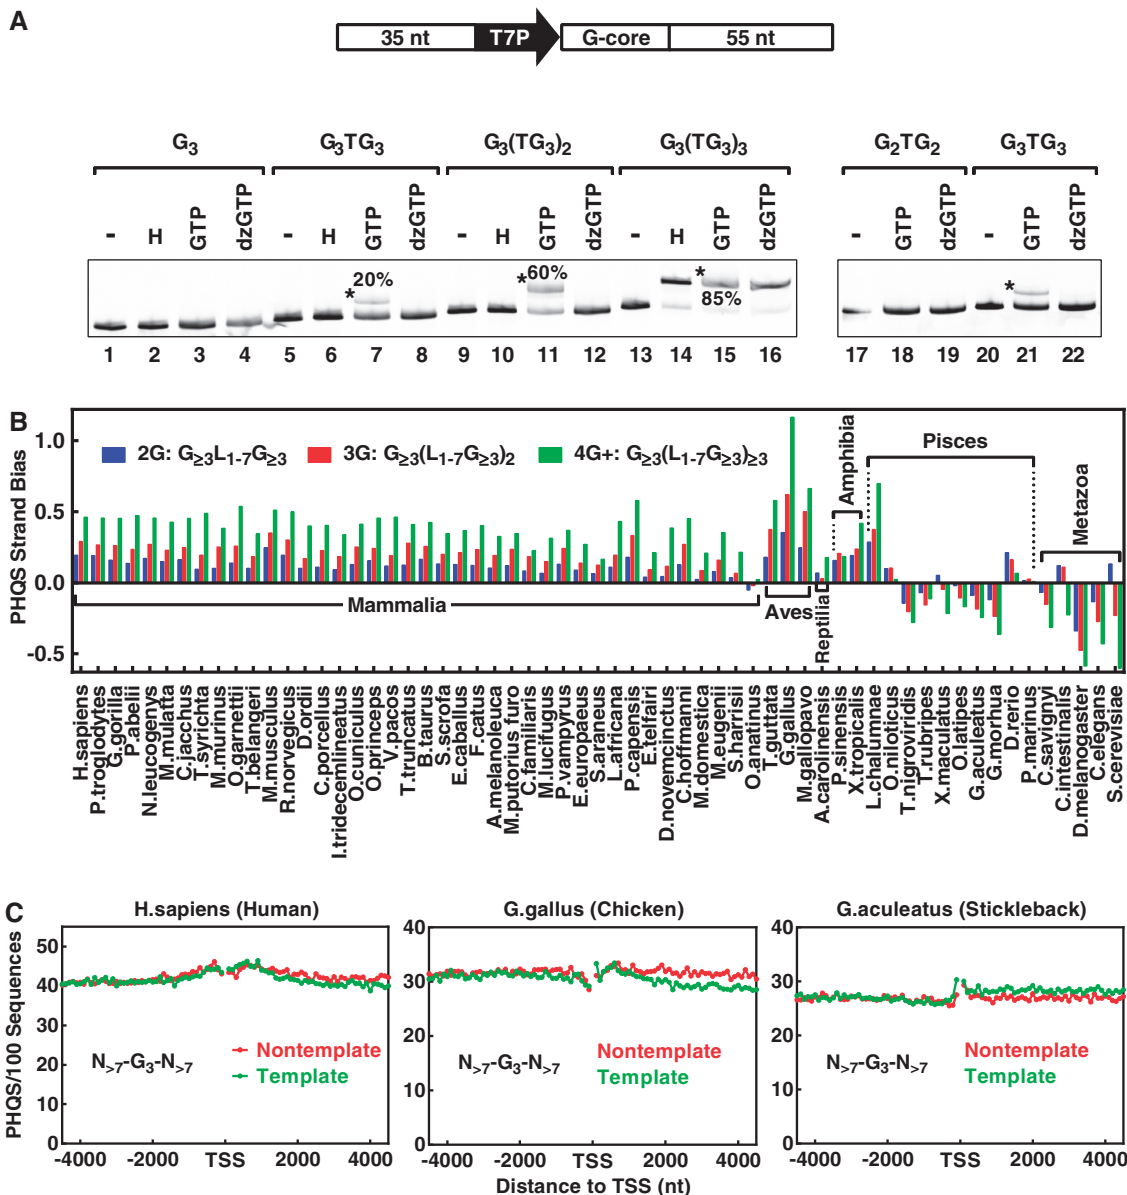 A
35 nt T7P G-core 55 nt
G3 G3TG3 G3(TG3)2 G3(TG3)3 G2TG2 G3TG3
- H GTP dzGTP - H GTP dzGTP - H GTP dzGTP - H GTP dzGTP - GTP dzGTP - GTP dzGTP
* 20% * 60% * 85% *
1 2 3 4 5 6 7 8 9 10 11 12 13 14 15 16 17 18 19 20 21 22
B
PHQS Strand Bias
1.0
0.5
0.0
-0.5
2G: G≥3L1-7G≥3 3G: G≥3(L1-7G≥3)2 4G+: G≥3(L1-7G≥3)≥3
Mammalia
Aves
Reptilia
Amphibia
Pisces
Metazoa
H.sapiens
P.troglodytes
G.gorilla
P.abelii
N.leucogenys
M.mulatta
C.jacchus
T.syrichta
M.murinus
O.garnettii
T.belangeri
M.musculus
R.norvegicus
D.ordii
C.porcellus
I.tridecemlineatus
O.cuniculus
O.princeps
V.pacos
T.truncatus
B.taurus
S.scrofa
E.caballus
F.catus
A.melanoleuca
M.putorius furo
C.familiaris
M.lucifugus
P.vampyrus
E.europaeus
S.araneus
L.africana
P.capensis
E.telfairi
D.novemcinctus
C.hoffmanni
M.domestica
M.eugenii
S.harrisii
O.anatinus
T.guttata
G.gallus
M.gallopavo
A.carolinensis
P.sinensis
X.tropicalis
L.chalumnae
O.niloticus
T.nigroviridis
T.rubripes
X.maculatus
O.latipes
G.aculeatus
G.morhua
D.rerio
P.marinus
C.savignyi
C.intestinalis
D.melanogaster
C.elegans
S.cerevisiae
C
H.sapiens (Human)
PHQS/100 Sequences
50
40
30
20
10
0
N>7-G3-N>7
Nontemplate
Template
-4000 -2000 TSS 2000 4000
G.gallus (Chicken)
40
30
20
10
0
N>7-G3-N>7
Nontemplate
Template
-4000 -2000 TSS 2000 4000
G.aculeatus (Stickleback)
40
30
20
10
0
N>7-G3-N>7
Nontemplate
Template
-4000 -2000 TSS 2000 4000
Distance to TSS (nt)